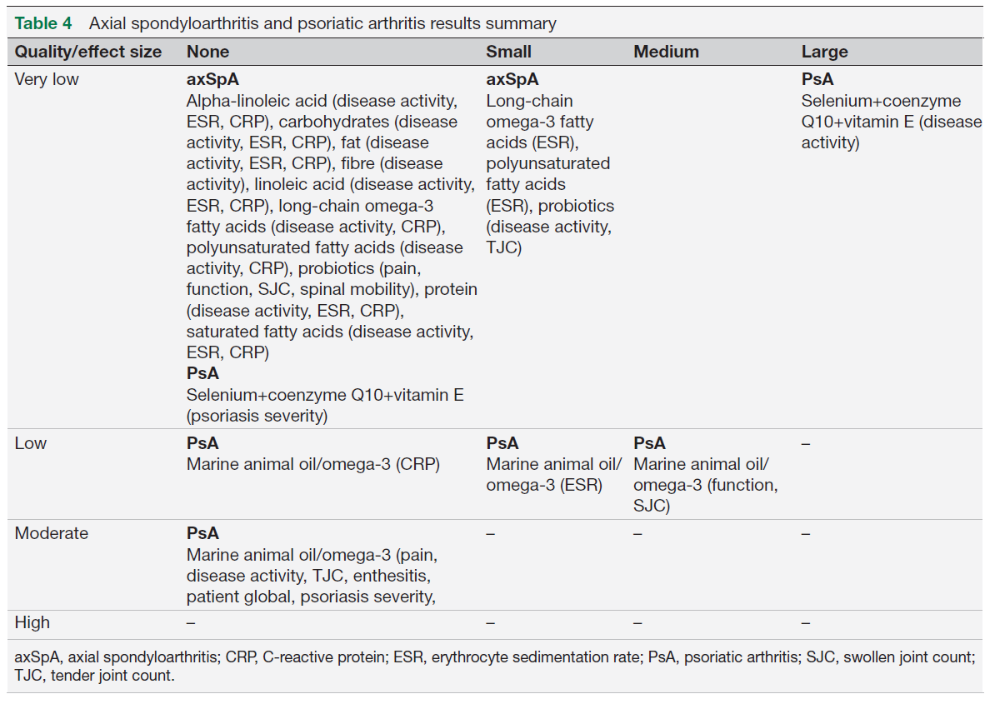 Table 4 Axial spondyloarthritis and psoriatic arthritis results summary
Quality/effect size None Small Medium Large
Very low
axSpA
Alpha-linoleic acid (disease activity,
ESR, CRP), carbohydrates (disease
activity, ESR, CRP), fat (disease
activity, ESR, CRP), fibre (disease
activity), linoleic acid (disease activity,
ESR, CRP), long-chain omega-3
fatty acids (disease activity, CRP),
polyunsaturated fatty acids (disease
activity, CRP), probiotics (pain,
function, SJC, spinal mobility), protein
(disease activity, ESR, CRP),
saturated fatty acids (disease activity,
ESR, CRP)
PsA
Selenium+coenzyme Q10+vitamin E
(psoriasis severity)
axSpA
Long-chain
omega-3 fatty
acids (ESR),
polyunsaturated
fatty acids
(ESR), probiotics
(disease activity,
TJC)
PsA
Selenium+coenzyme
Q10+vitamin E (disease
activity)
Low
PsA
Marine animal oil/omega-3 (CRP)
PsA
Marine animal oil/
omega-3 (ESR)
PsA
Marine animal oil/
omega-3 (function,
SJC)
–
Moderate
PsA
Marine animal oil/omega-3 (pain,
disease activity, TJC, enthesitis,
patient global, psoriasis severity,
–
–
–
High
–
–
–
–
axSpA, axial spondyloarthritis; CRP, C-reactive protein; ESR, erythrocyte sedimentation rate; PsA, psoriatic arthritis; SJC, swollen joint count;
TJC, tender joint count.